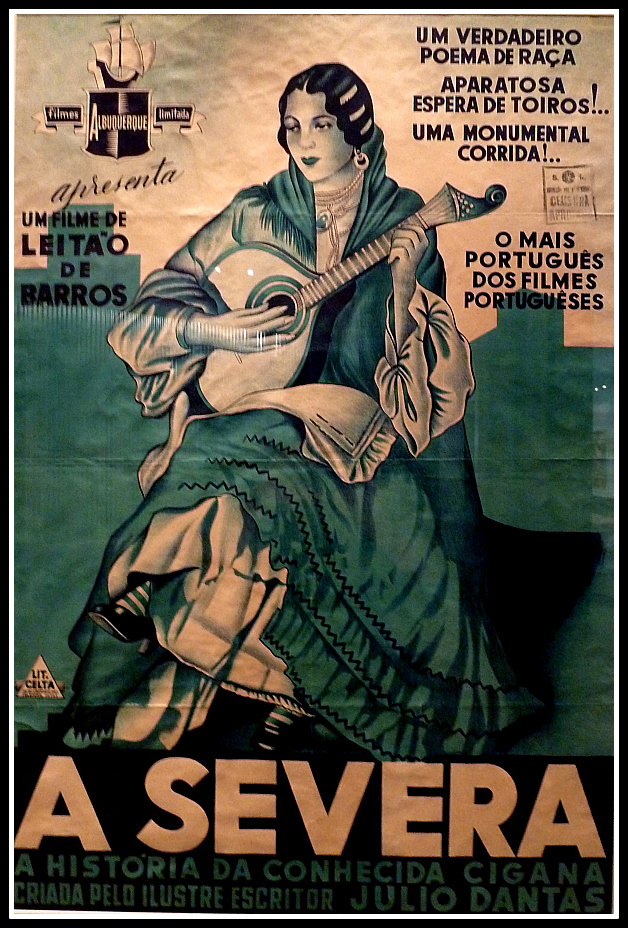 filmes ALBUQUERQUE limitada
apresenta
UM FILME DE
LEITÃO
DE
BARROS
UM VERDADEIRO
POEMA DE RAÇA
APARATOSA
ESPERA DE TOIROS!..
UMA MONUMENTAL
CORRIDA!..
CENSURA
O MAIS
PORTUGUÊS
DOS FILMES
PORTUGUÊSES
LIT.
CELTA
A SEVERA
A HISTÓRIA DA CONHECIDA CIGANA
CRIADA PELO ILUSTRE ESCRITOR JULIO DANTAS